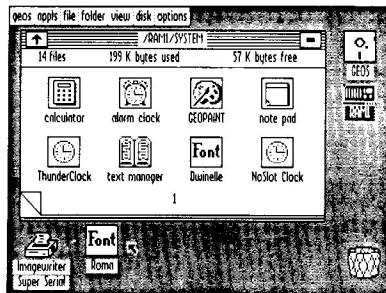 geos appls file folder view disk options
/RAM1/SYSTEM
14 files 199 K bytes used 57 K bytes free
calculator alarm clock GEOPAINT note pad
ThunderClock text manager Dwinelle NoSlot Clock
Font
1
GEOS
RAM1
Font
Imagewriter Roma
Super Serial